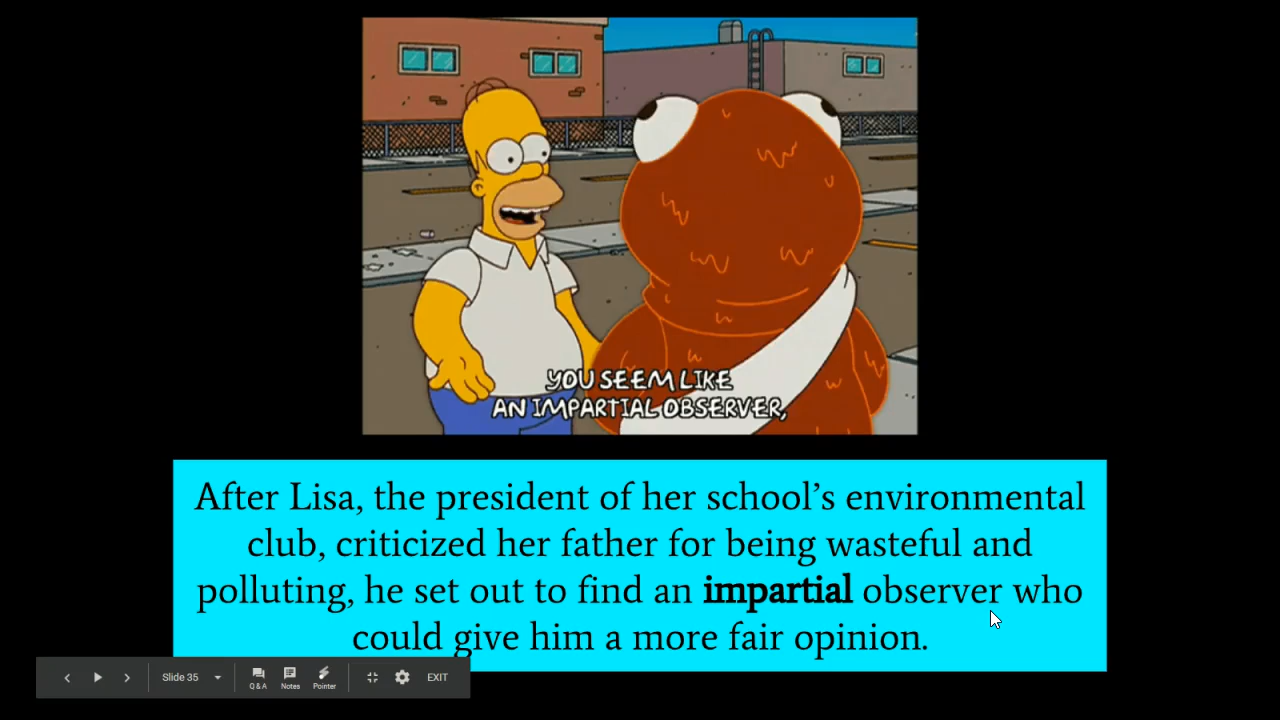 YOU SEEM LIKE
AN IMPARTIAL OBSERVER,
After Lisa, the president of her school’s environmental
club, criticized her father for being wasteful and
polluting, he set out to find an impartial observer who
could give him a more fair opinion.
Slide 35
Q & A
Notes
Pointer
EXIT